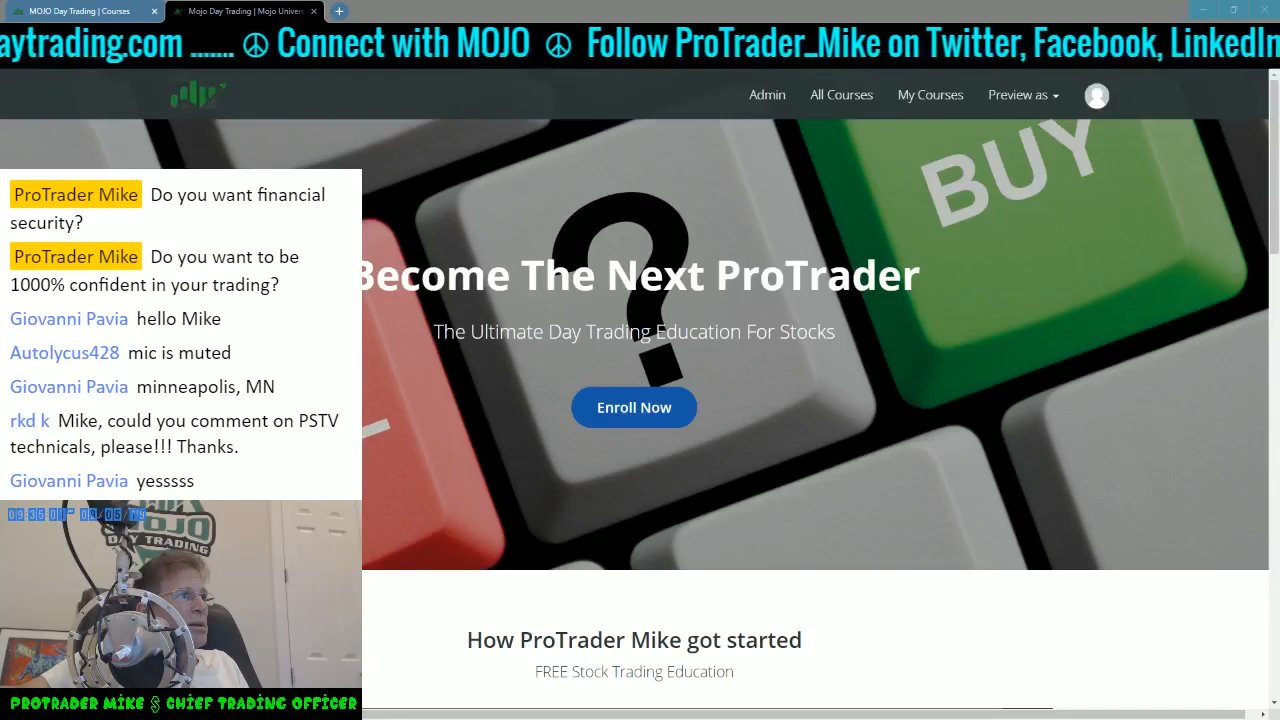 MOJO Day Trading | Courses
Mojo Day Trading | Mojo Univer
aytrading.com ....... ☮ Connect with MOJO ☮ Follow ProTrader_Mike on Twitter, Facebook, LinkedIn
Admin All Courses My Courses Preview as
BUY
ProTrader Mike Do you want financial
security?
ProTrader Mike Do you want to be
1000% confident in your trading?
Giovanni Pavia hello Mike
Autolycus428 mic is muted
Giovanni Pavia minneapolis, MN
rkd k Mike, could you comment on PSTV
technicals, please!!! Thanks.
Giovanni Pavia yesssss
?
Become The Next ProTrader
The Ultimate Day Trading Education For Stocks
Enroll Now
MOJO
DAY TRADING
How ProTrader Mike got started
FREE Stock Trading Education
PROTRADER MIKE $ CHIEF TRADING OFFICER